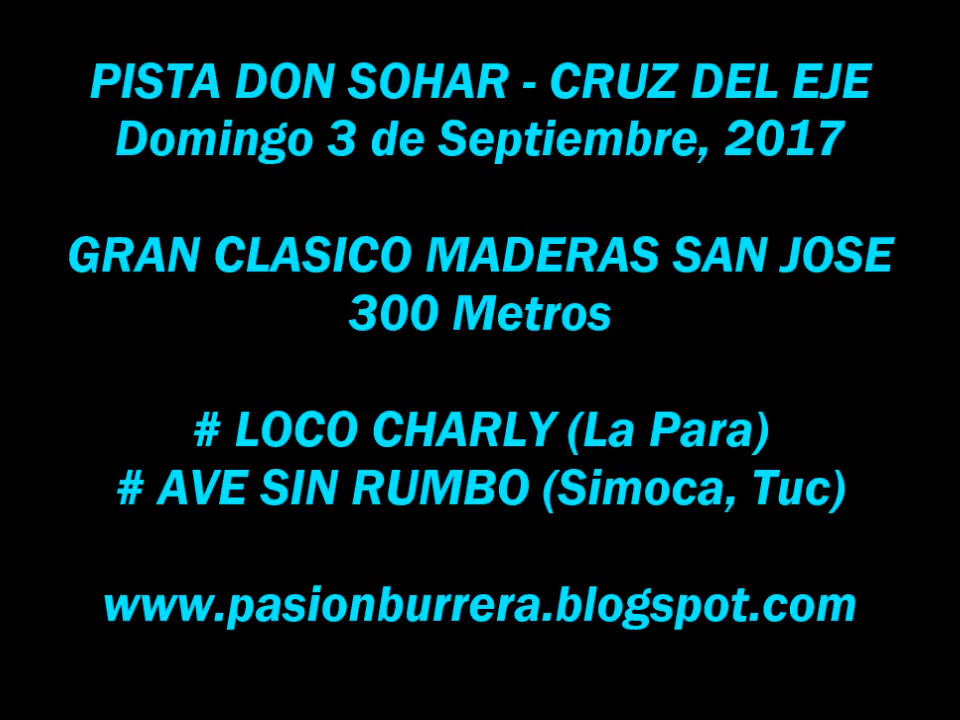 PISTA DON SOHAR - CRUZ DEL EJE
Domingo 3 de Septiembre, 2017
GRAN CLASICO MADERAS SAN JOSE
300 Metros
# LOCO CHARLY (La Para)
# AVE SIN RUMBO (Simoca, Tuc)
www.pasionburrera.blogspot.com